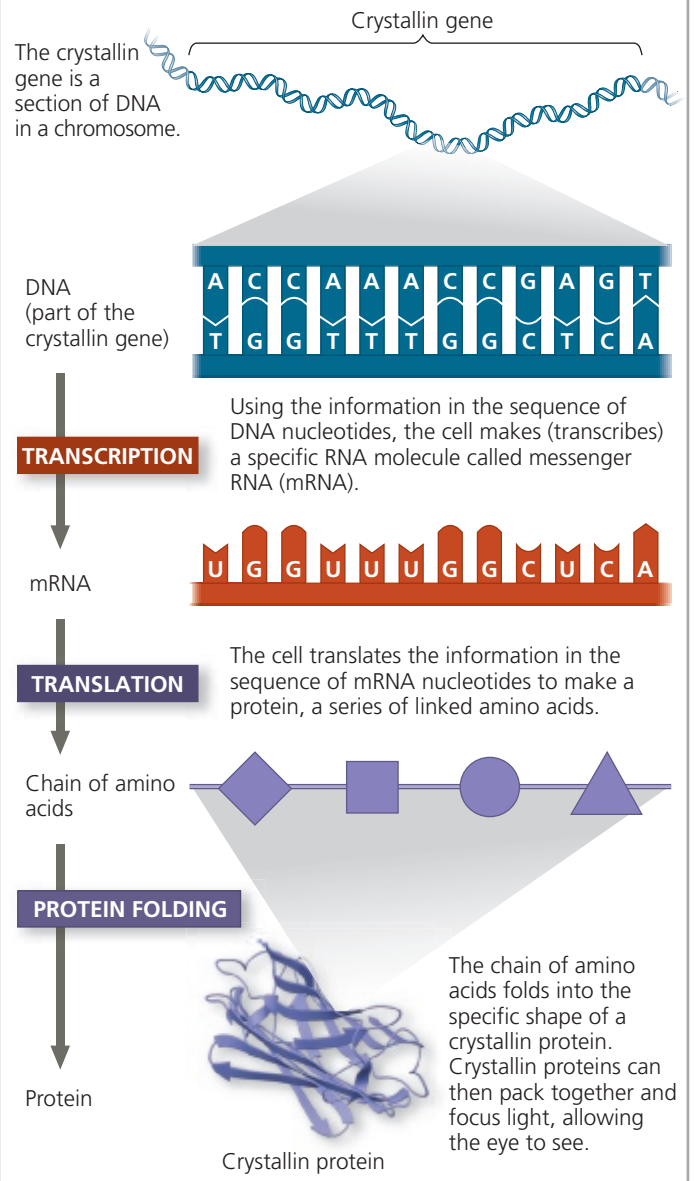 Crystallin gene
The crystallin
gene is a
section of DNA
in a chromosome.
A C C A A A C C G A G T
T G G T T T G G C T C A
DNA
(part of the
crystallin gene)
Using the information in the sequence of
DNA nucleotides, the cell makes (transcribes)
a specific RNA molecule called messenger
RNA (mRNA).
TRANSCRIPTION
U G G U U U G G C U C A
mRNA
The cell translates the information in the
sequence of mRNA nucleotides to make a
protein, a series of linked amino acids.
TRANSLATION
Chain of amino
acids
PROTEIN FOLDING
The chain of amino
acids folds into the
specific shape of a
crystallin protein.
Crystallin proteins can
then pack together and
focus light, allowing
the eye to see.
Protein
Crystallin protein